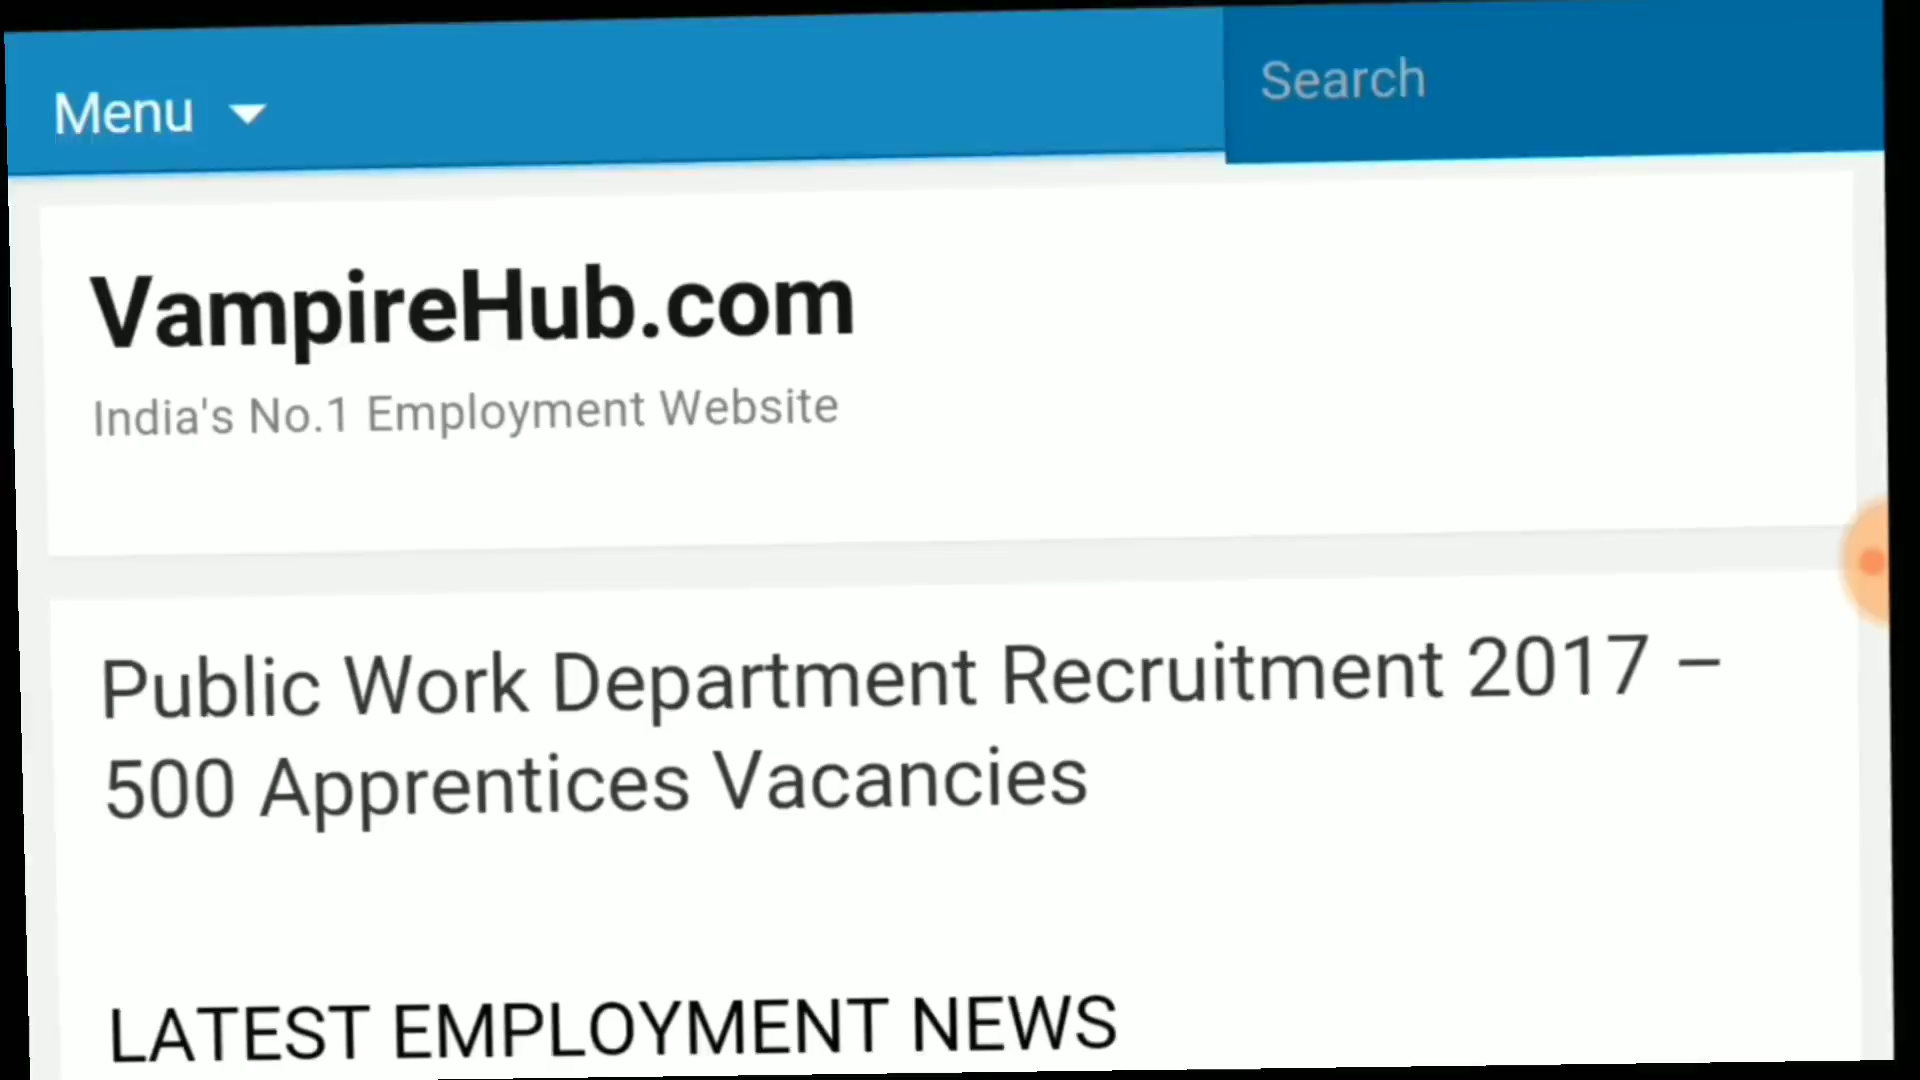 Menu
Search
VampireHub.com
India's No.1 Employment Website
Public Work Department Recruitment 2017 –
500 Apprentices Vacancies
LATEST EMPLOYMENT NEWS